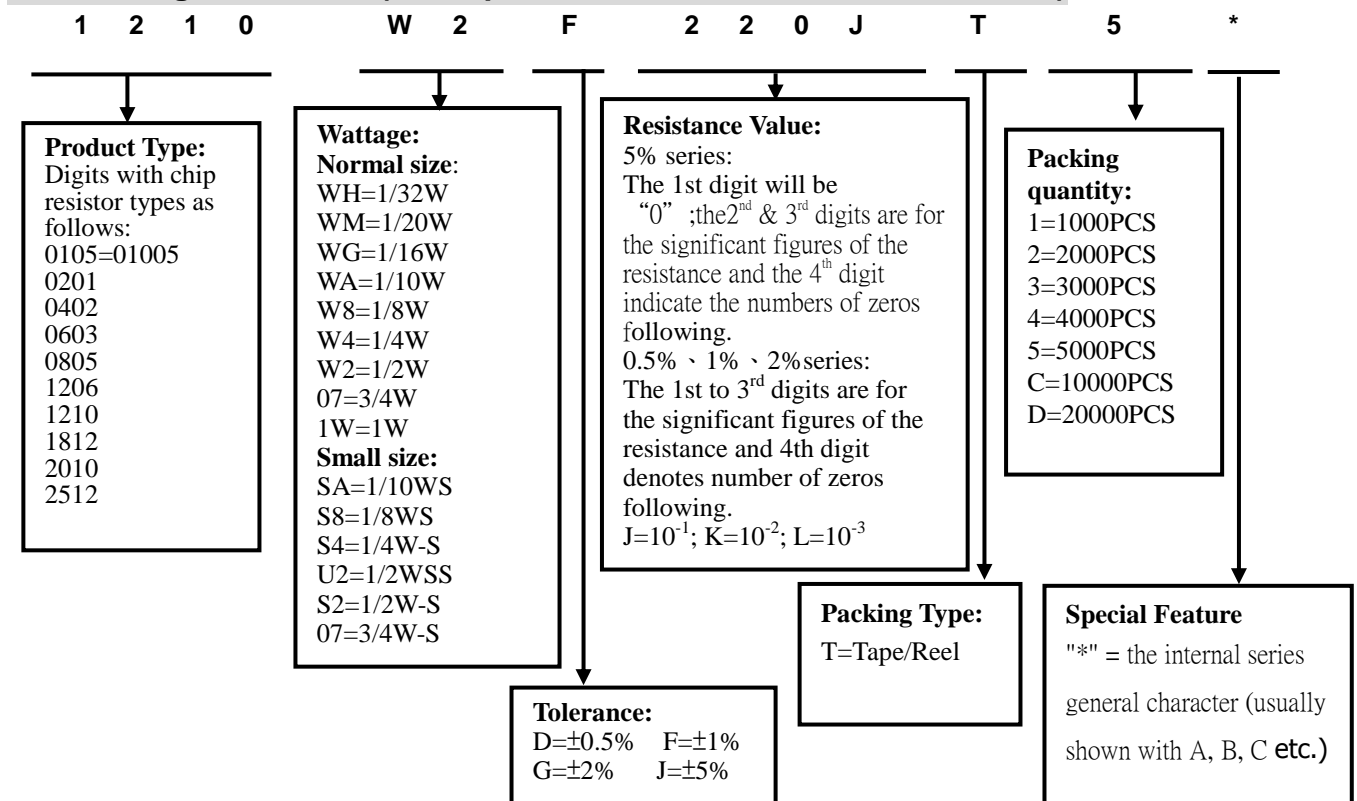 1 2 1 0 W 2 F 2 2 0 J T 5 *
Product Type:
Digits with chip
resistor types as
follows:
0105=01005
0201
0402
0603
0805
1206
1210
1812
2010
2512
Wattage:
Normal size:
WH=1/32W
WM=1/20W
WG=1/16W
WA=1/10W
W8=1/8W
W4=1/4W
W2=1/2W
07=3/4W
1W=1W
Small size:
SA=1/10WS
S8=1/8WS
S4=1/4W-S
U2=1/2WSS
S2=1/2W-S
07=3/4W-S
Tolerance:
D=±0.5% F=±1%
G=±2% J=±5%
Resistance Value:
5% series:
The 1st digit will be
“0” ;the2nd & 3rd digits are for
the significant figures of the
resistance and the 4th digit
indicate the numbers of zeros
following.
0.5%、1%、2%series:
The 1st to 3rd digits are for
the significant figures of the
resistance and 4th digit
denotes number of zeros
following.
J=10-1; K=10-2; L=10-3
Packing Type:
T=Tape/Reel
Packing
quantity:
1=1000PCS
2=2000PCS
3=3000PCS
4=4000PCS
5=5000PCS
C=10000PCS
D=20000PCS
Special Feature
"*" = the internal series
general character (usually
shown with A, B, C etc.)